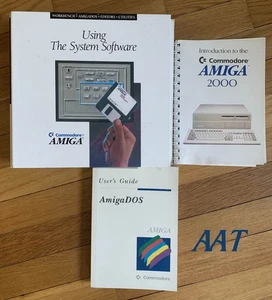 WORKBENCH • AMIGADOS • EDITORS • UTILITIES
Using
The System Software
Commodore
AMIGA
Introduction to the
Commodore
AMIGA
2000
User's Guide
AmigaDOS
AMIGA
Commodore
AAT